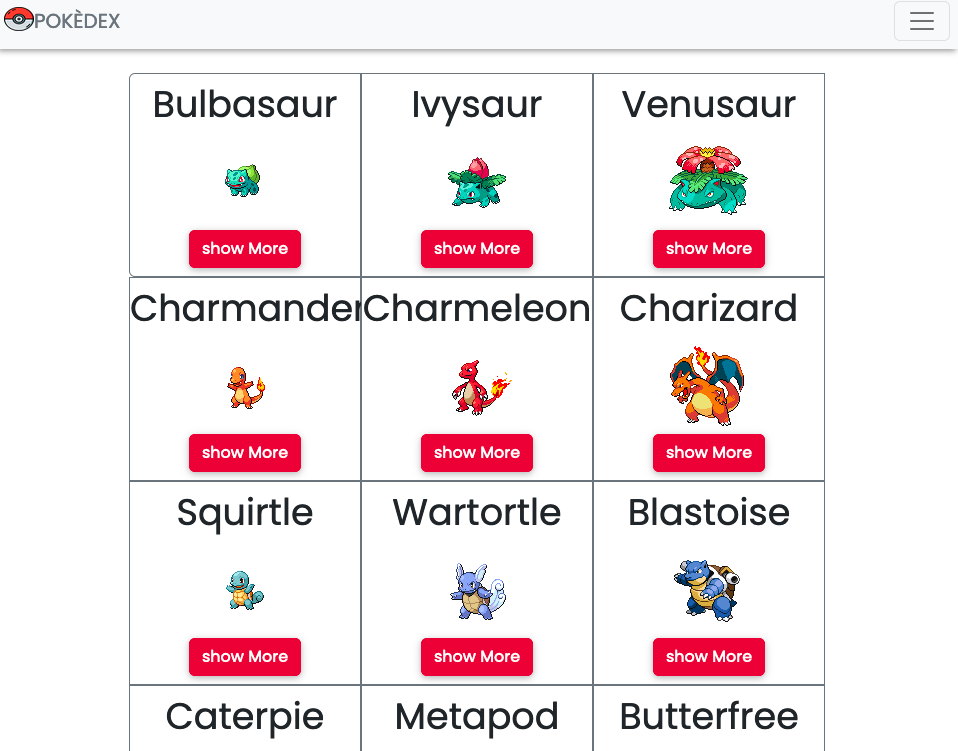 POKÈDEX
Bulbasaur Ivysaur Venusaur
show More show More show More
Charmander Charmeleon Charizard
show More show More show More
Squirtle Wartortle Blastoise
show More show More show More
Caterpie Metapod Butterfree